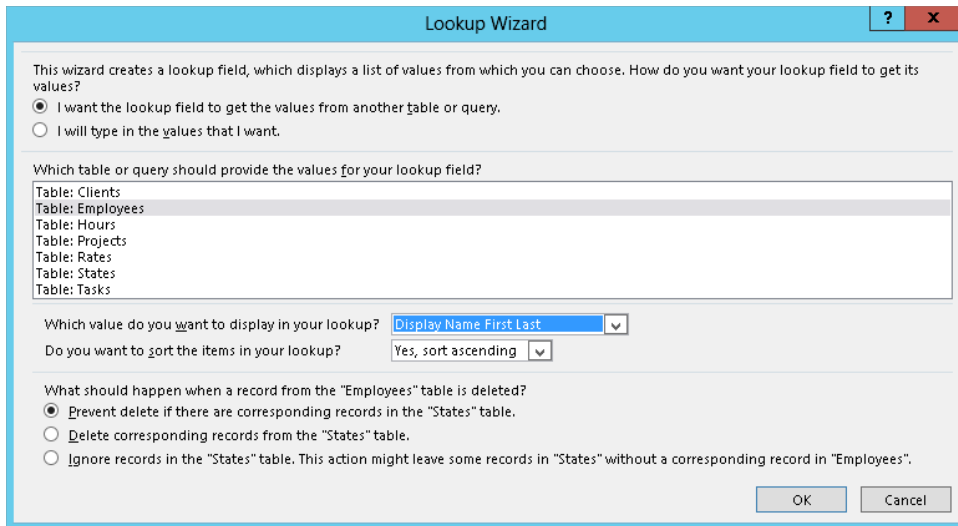 Lookup Wizard
?
x
This wizard creates a lookup field, which displays a list of values from which you can choose. How do you want your lookup field to get its
values?
I want the lookup field to get the values from another table or query.
I will type in the values that I want.
Which table or query should provide the values for your lookup field?
Table: Clients
Table: Employees
Table: Hours
Table: Projects
Table: Rates
Table: States
Table: Tasks
Which value do you want to display in your lookup? Display Name First Last
Do you want to sort the items in your lookup? Yes, sort ascending
What should happen when a record from the "Employees" table is deleted?
Prevent delete if there are corresponding records in the "States" table.
Delete corresponding records from the "States" table.
Ignore records in the "States" table. This action might leave some records in "States" without a corresponding record in "Employees".
OK
Cancel